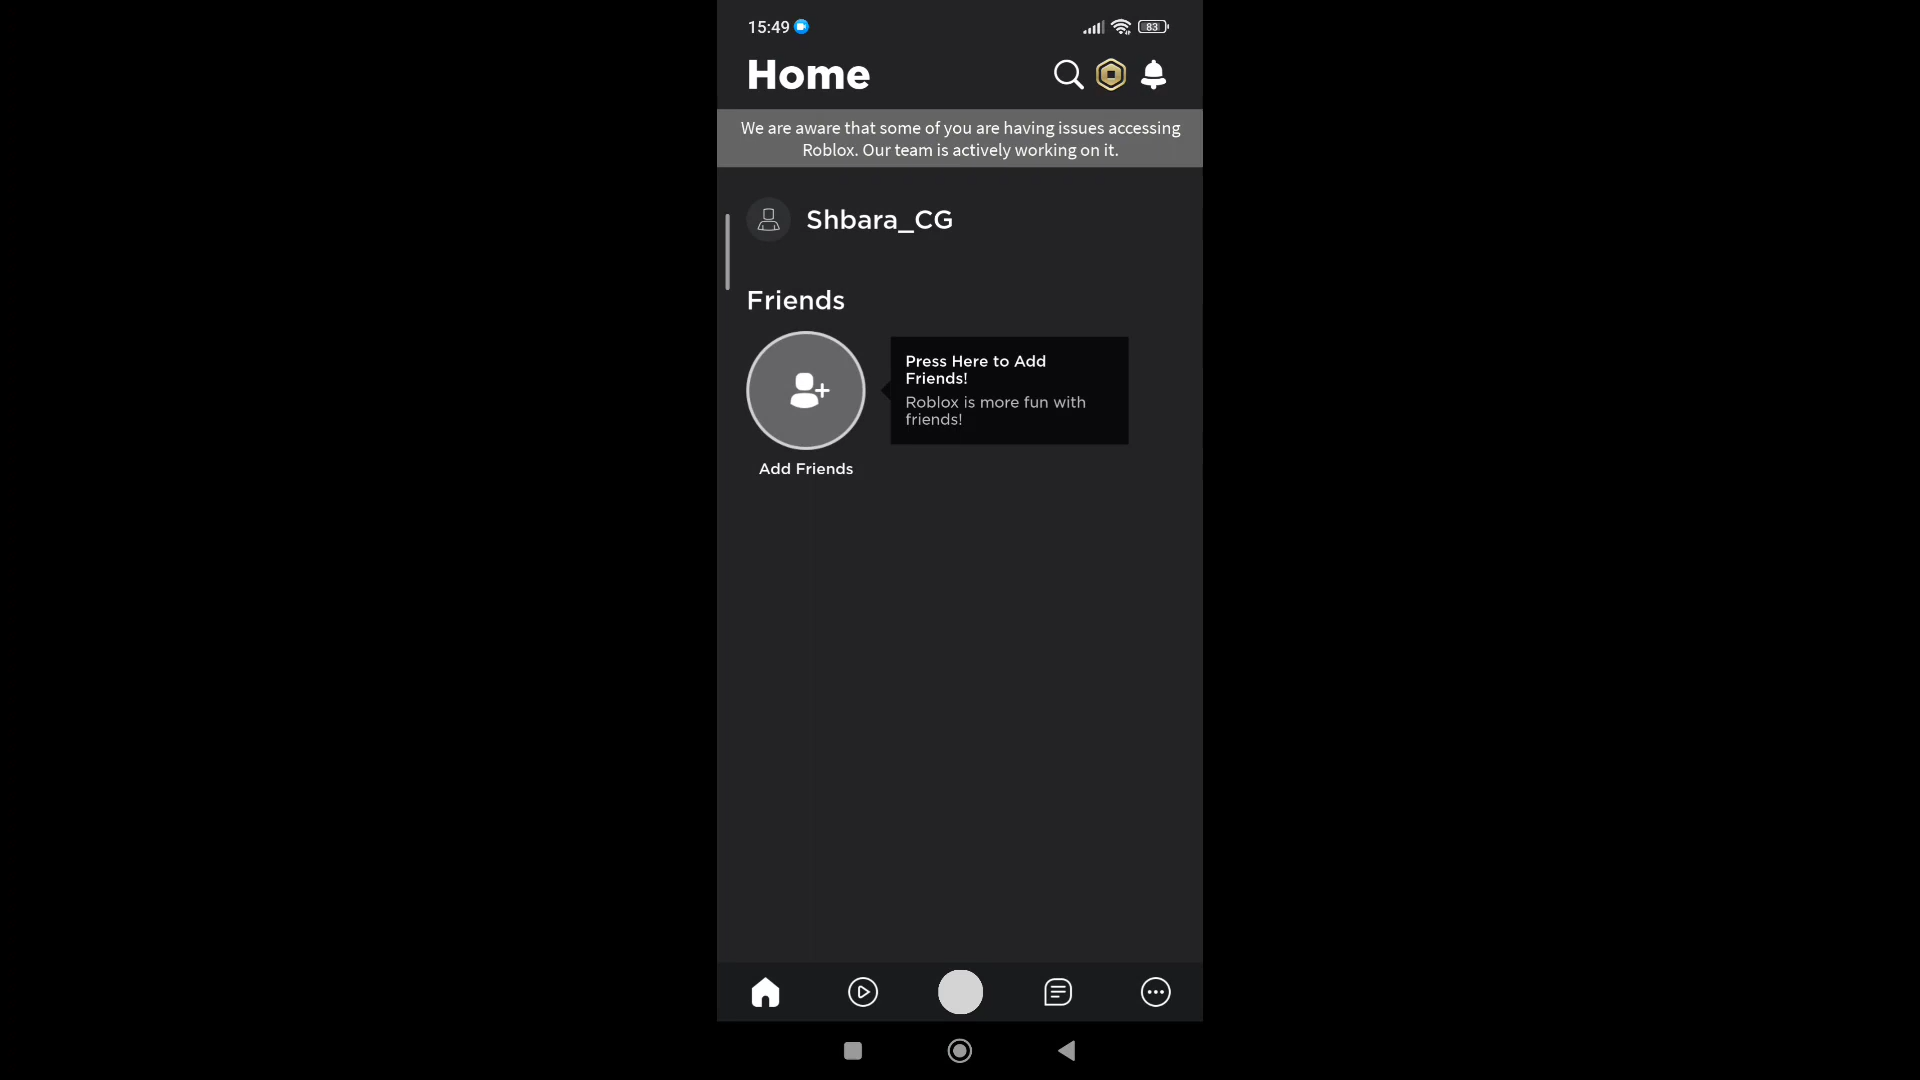 15:49
83
Home
We are aware that some of you are having issues accessing
Roblox. Our team is actively working on it.
Shbara_CG
Friends
Press Here to Add
Friends!
Roblox is more fun with
friends!
Add Friends